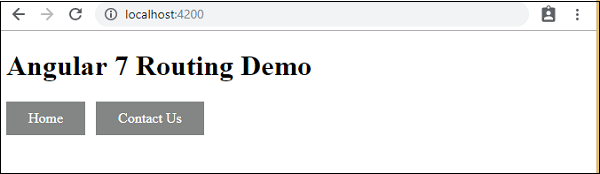 localhost:4200
Angular 7 Routing Demo
Home Contact Us